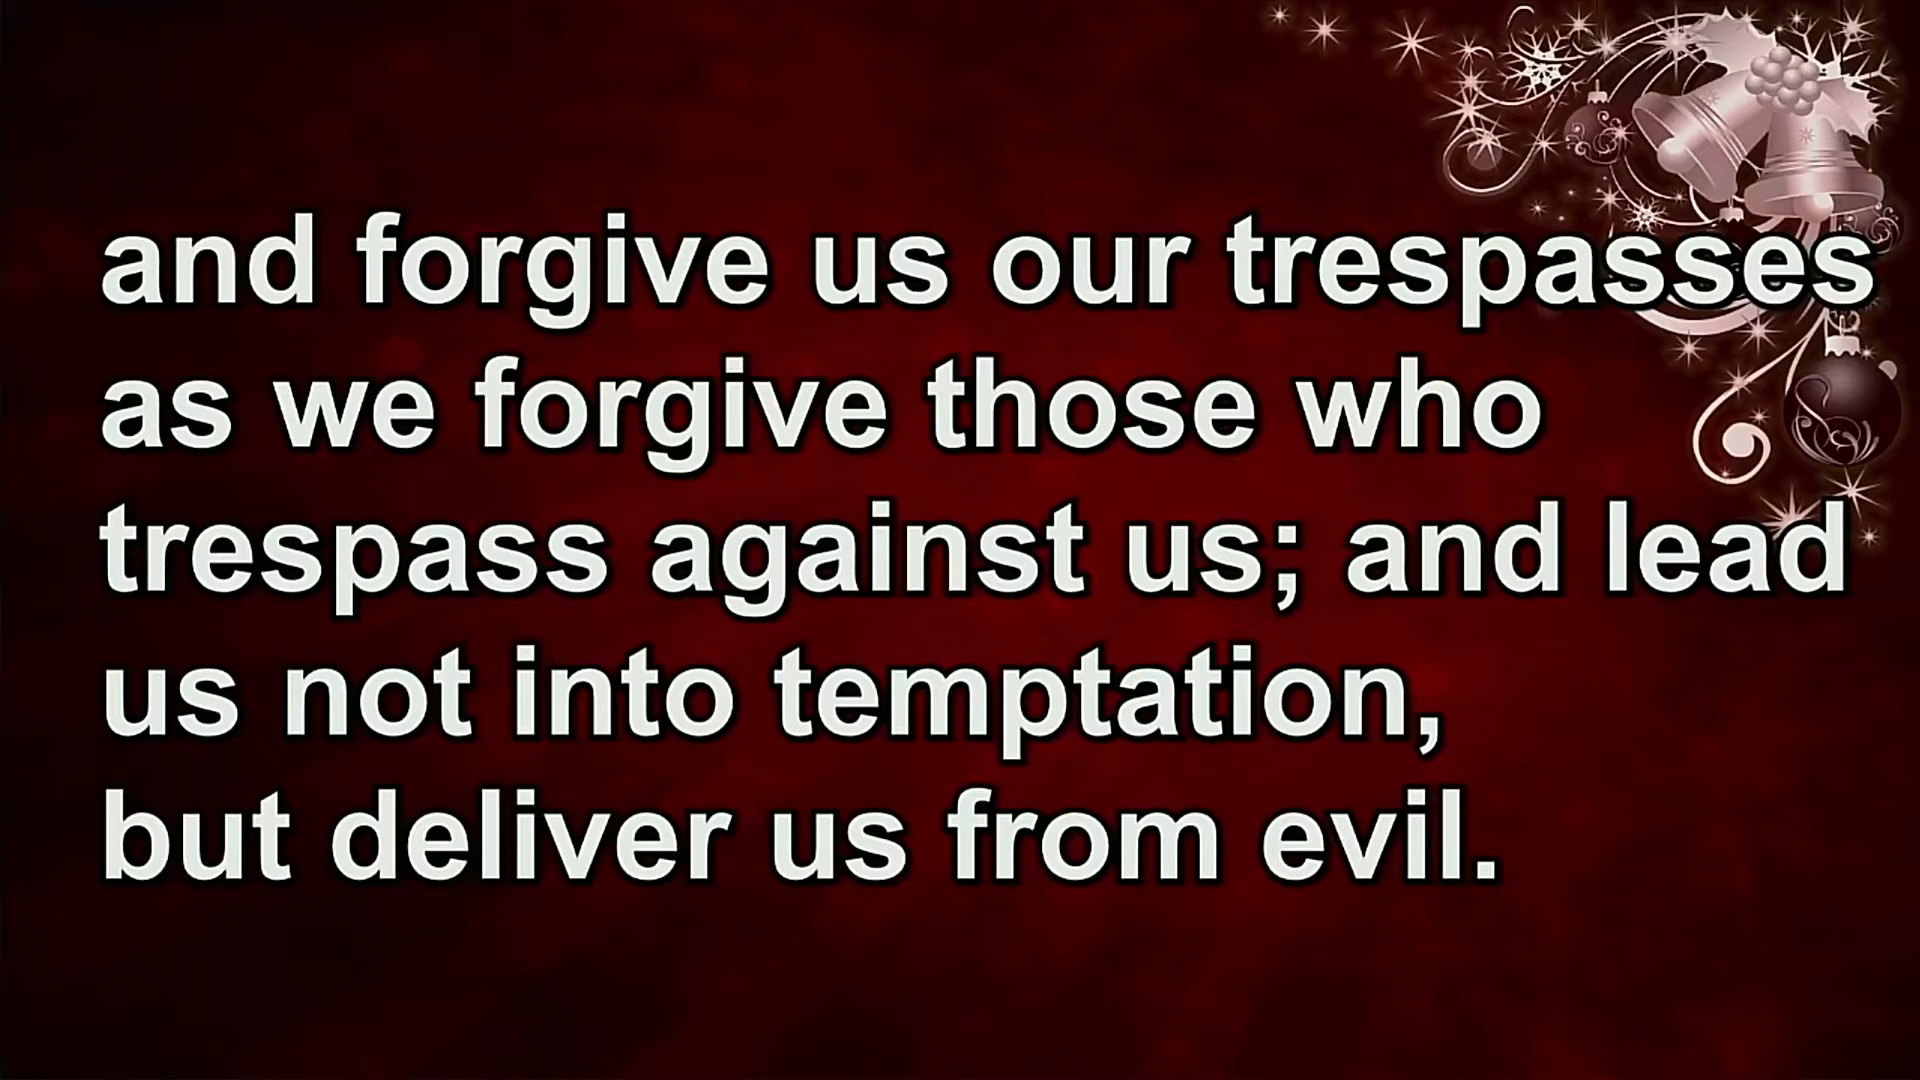 and forgive us our trespasses
as we forgive those who
trespass against us; and lead
us not into temptation,
but deliver us from evil.